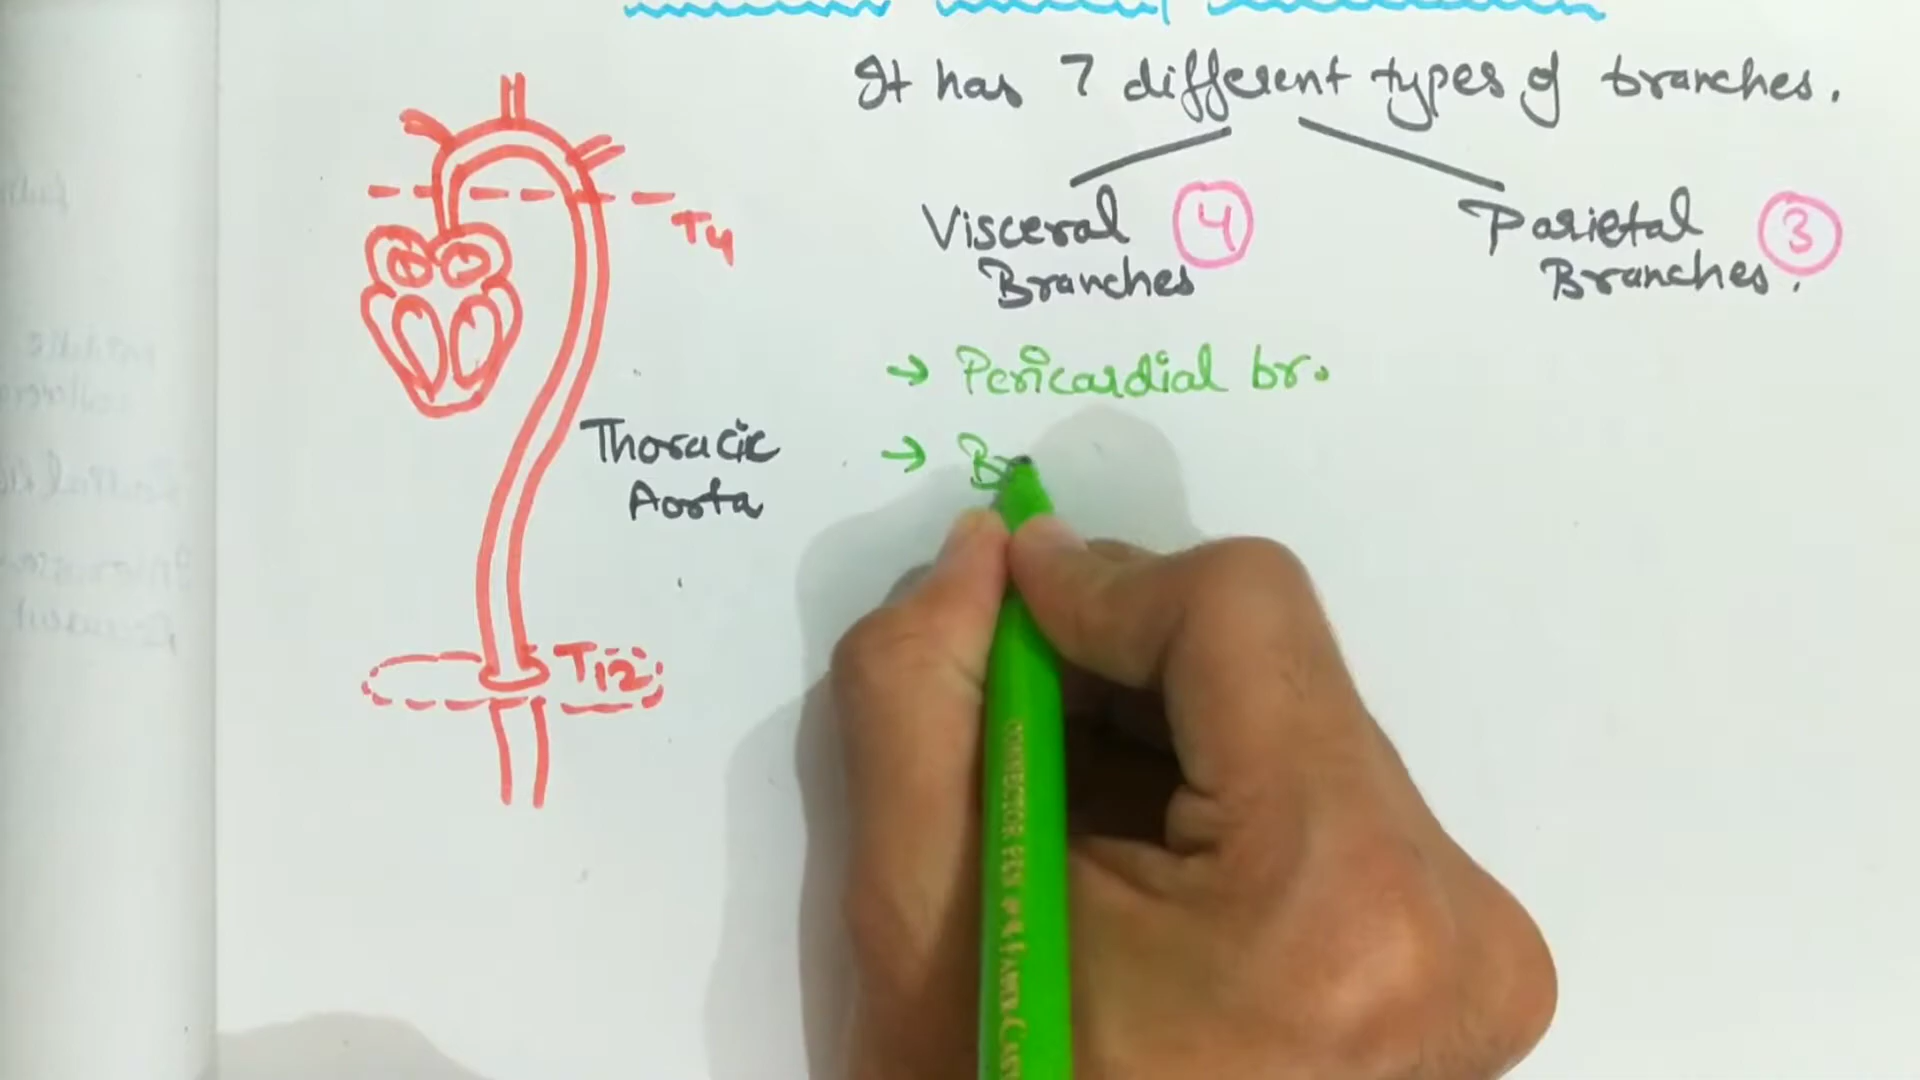 It has 7 different types of branches.
Visceral 4
Branches
Parietal 3
Branches.
→ Pericardial br.
→ Br
T4
Thoracic
Aorta
T12